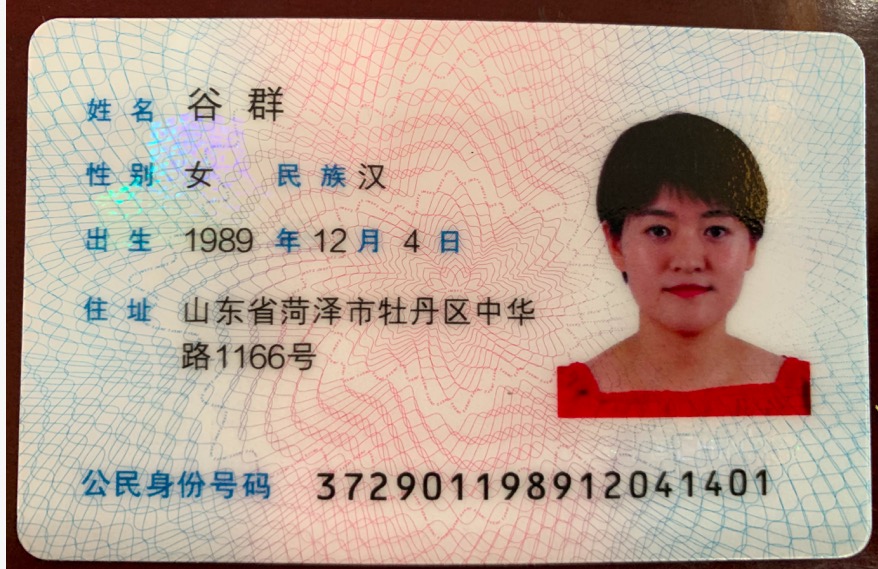 姓名 谷群
性别 女 民族 汉
出生 1989 年 12 月 4 日
住址 山东省菏泽市牡丹区中华
路1166号
公民身份号码 372901198912041401